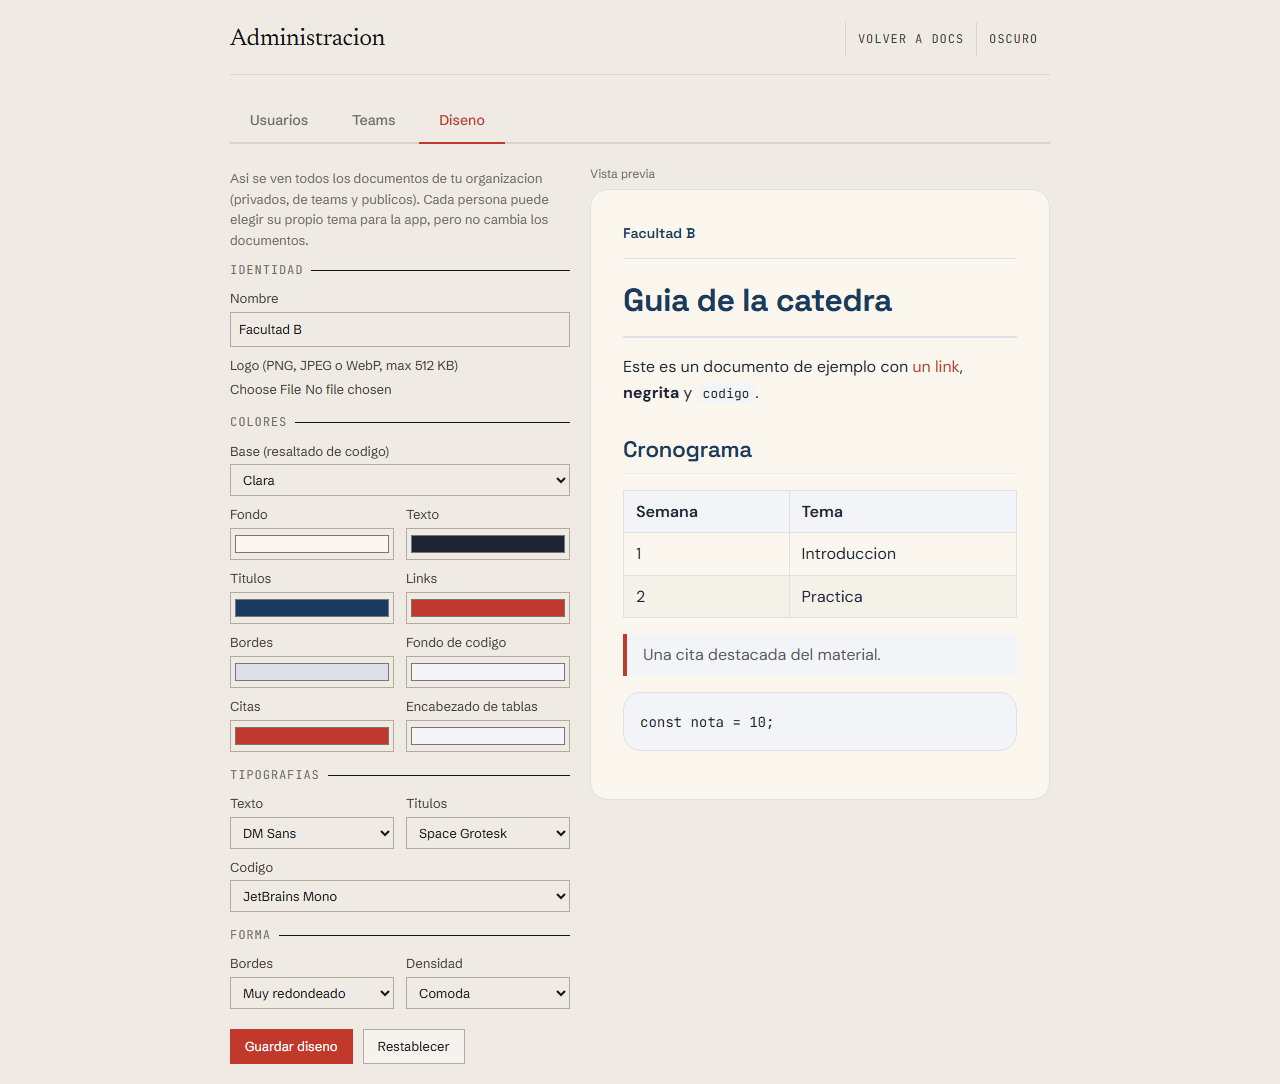 Administracion
VOLVER A DOCS
OSCURO
Usuarios
Teams
Diseno
Asi se ven todos los documentos de tu organizacion
(privados, de teams y publicos). Cada persona puede
elegir su propio tema para la app, pero no cambia los
documentos.
IDENTIDAD
Nombre
Facultad B
Logo (PNG, JPEG o WebP, max 512 KB)
Choose File No file chosen
COLORES
Base (resaltado de codigo)
Clara
Fondo
Texto
Titulos
Links
Bordes
Fondo de codigo
Citas
Encabezado de tablas
TIPOGRAFIAS
Texto
Titulos
DM Sans
Space Grotesk
Codigo
JetBrains Mono
FORMA
Bordes
Densidad
Muy redondeado
Comoda
Guardar diseno
Restablecer
Vista previa
Facultad B
Guia de la catedra
Este es un documento de ejemplo con un link,
negrita y codigo .
Cronograma
Semana
Tema
1
Introduccion
2
Practica
Una cita destacada del material.
const nota = 10;